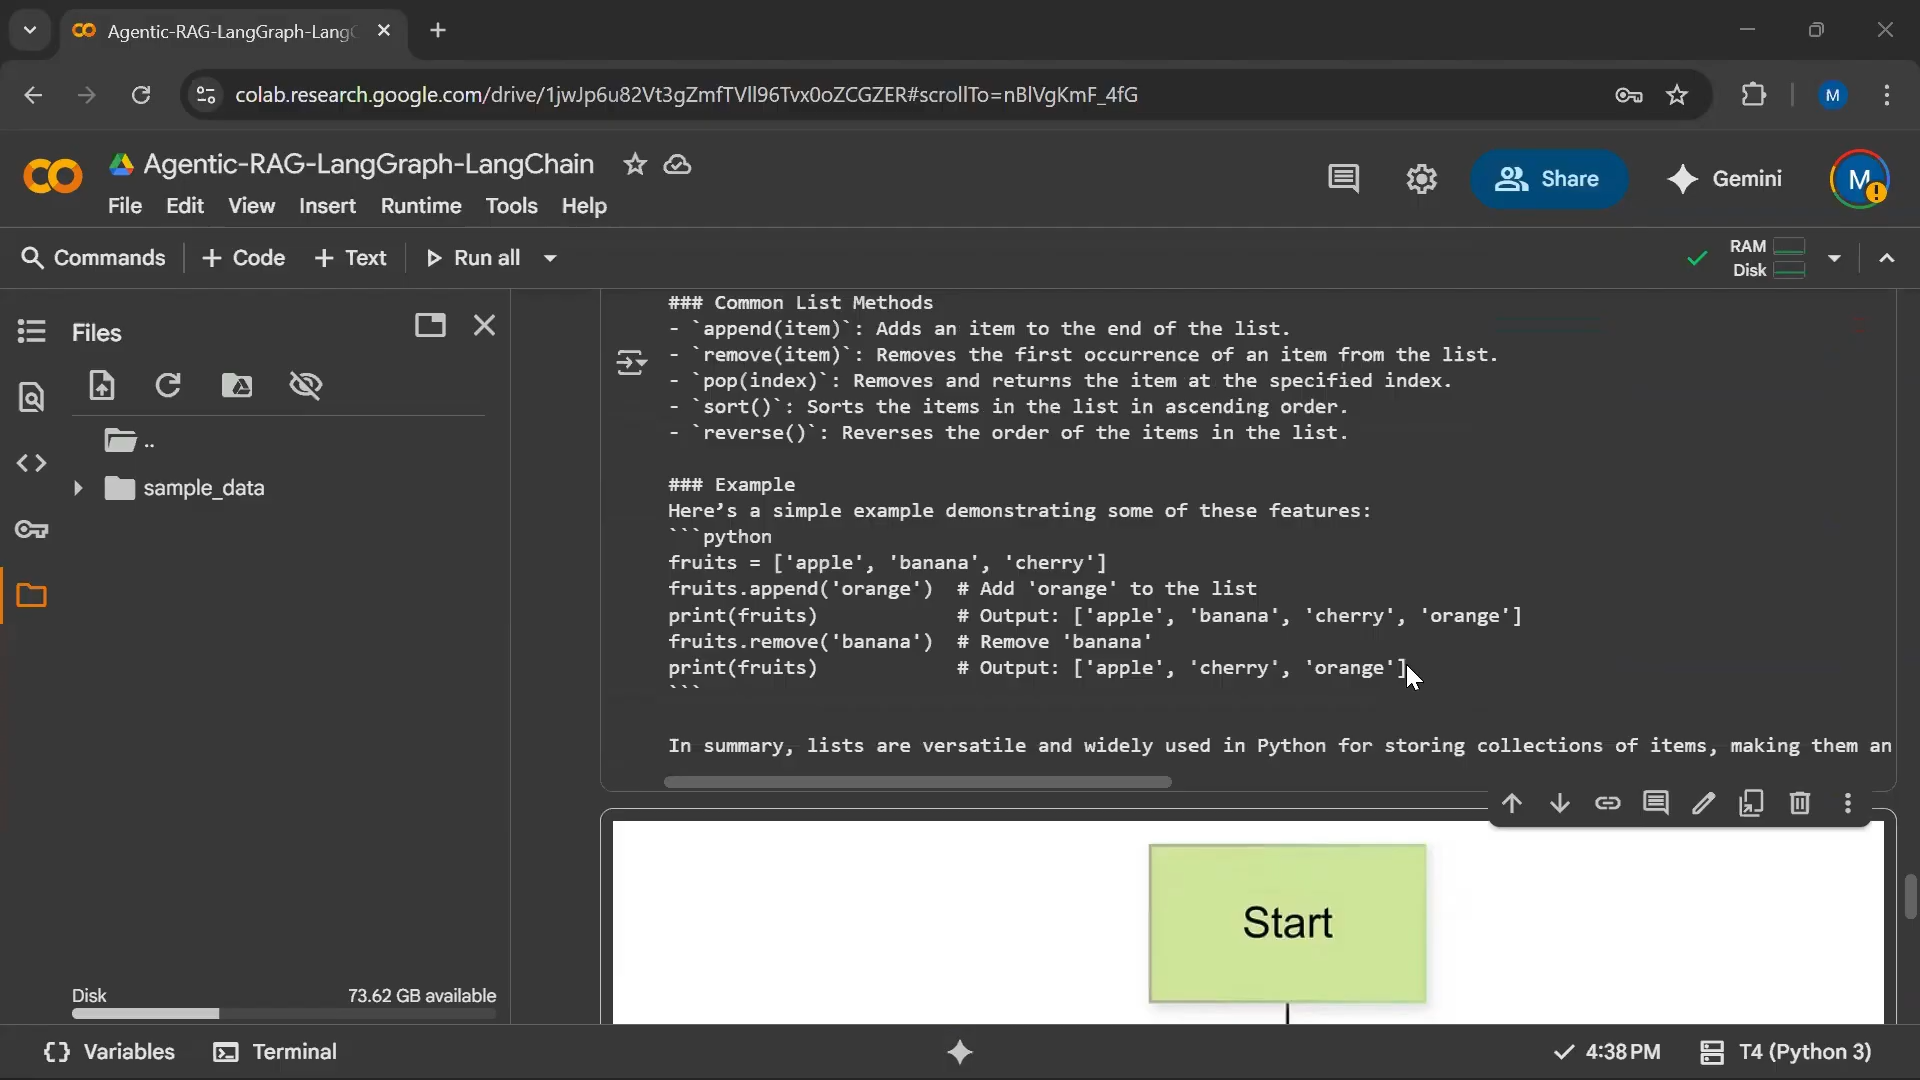 Agentic-RAG-LangGraph-Lang
colab.research.google.com/drive/1jwJp6u82Vt3gZmfTVll96Tvx0oZCGZER#scrollTo=nBlVgKmF_4fG
M
Agentic-RAG-LangGraph-LangChain
Share
Gemini
M
File Edit View Insert Runtime Tools Help
Commands + Code + Text Run all
RAM
Disk
Files
..
sample_data
Disk 73.62 GB available
### Common List Methods
- `append(item)`: Adds an item to the end of the list.
- `remove(item)`: Removes the first occurrence of an item from the list.
- `pop(index)`: Removes and returns the item at the specified index.
- `sort()`: Sorts the items in the list in ascending order.
- `reverse()`: Reverses the order of the items in the list.
### Example
Here’s a simple example demonstrating some of these features:
```python
fruits = ['apple', 'banana', 'cherry']
fruits.append('orange')  # Add 'orange' to the list
print(fruits)            # Output: ['apple', 'banana', 'cherry', 'orange']
fruits.remove('banana')  # Remove 'banana'
print(fruits)            # Output: ['apple', 'cherry', 'orange']
```
In summary, lists are versatile and widely used in Python for storing collections of items, making them an
Start
Variables Terminal
4:38 PM T4 (Python 3)